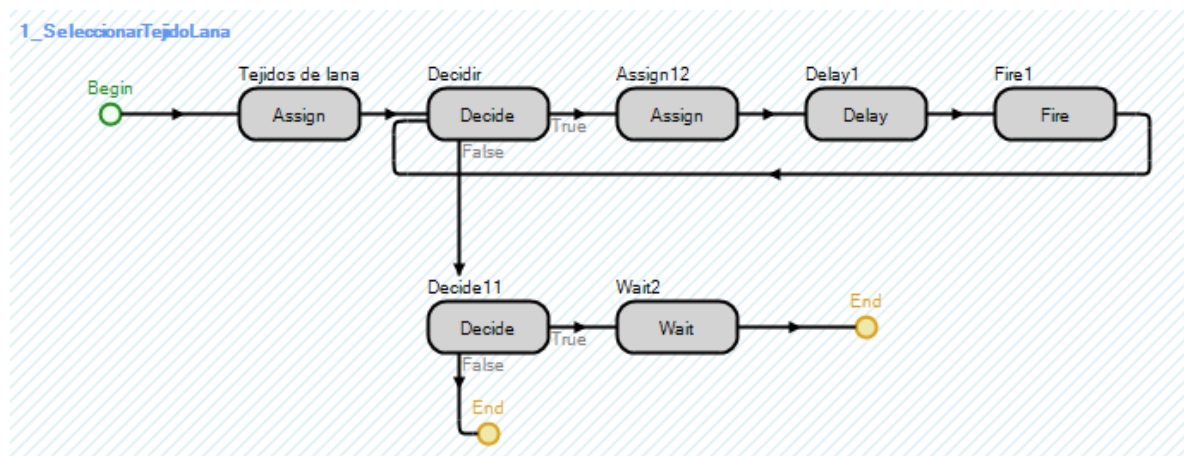 1_SeleccionarTejidoLana
Tejidos de lana Decidir Assign12 Delay1 Fire1
Begin
Assign Decide Assign Delay Fire
True
False
Decide11 Wait2
End
Decide Wait
True
False
End